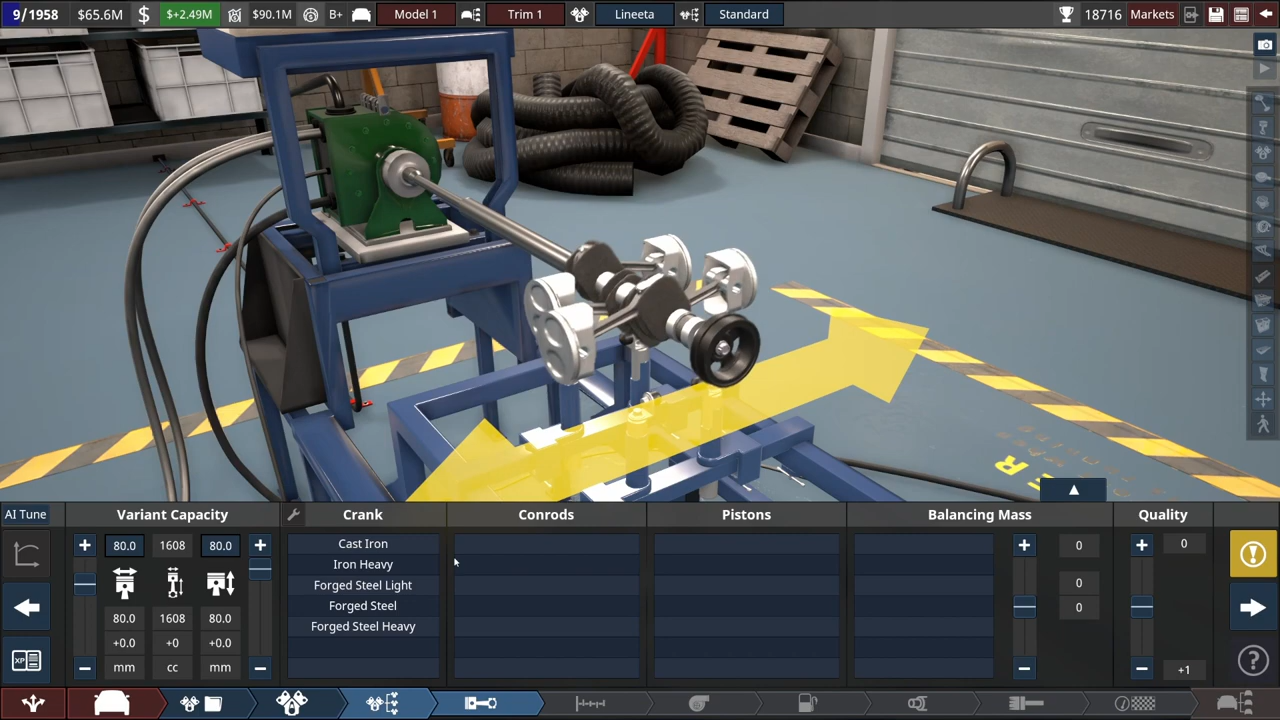 9/1958
$65.6M
$+2.49M
$90.1M
B+
Model 1
Trim 1
Lineeta
Standard
18716
Markets
AI Tune
Variant Capacity
Crank
Conrods
Pistons
Balancing Mass
Quality
80.0
1608
80.0
80.0
1608
80.0
+0.0
+0
+0.0
mm
cc
mm
Cast Iron
Iron Heavy
Forged Steel Light
Forged Steel
Forged Steel Heavy
0
0
0
0
+1
XP